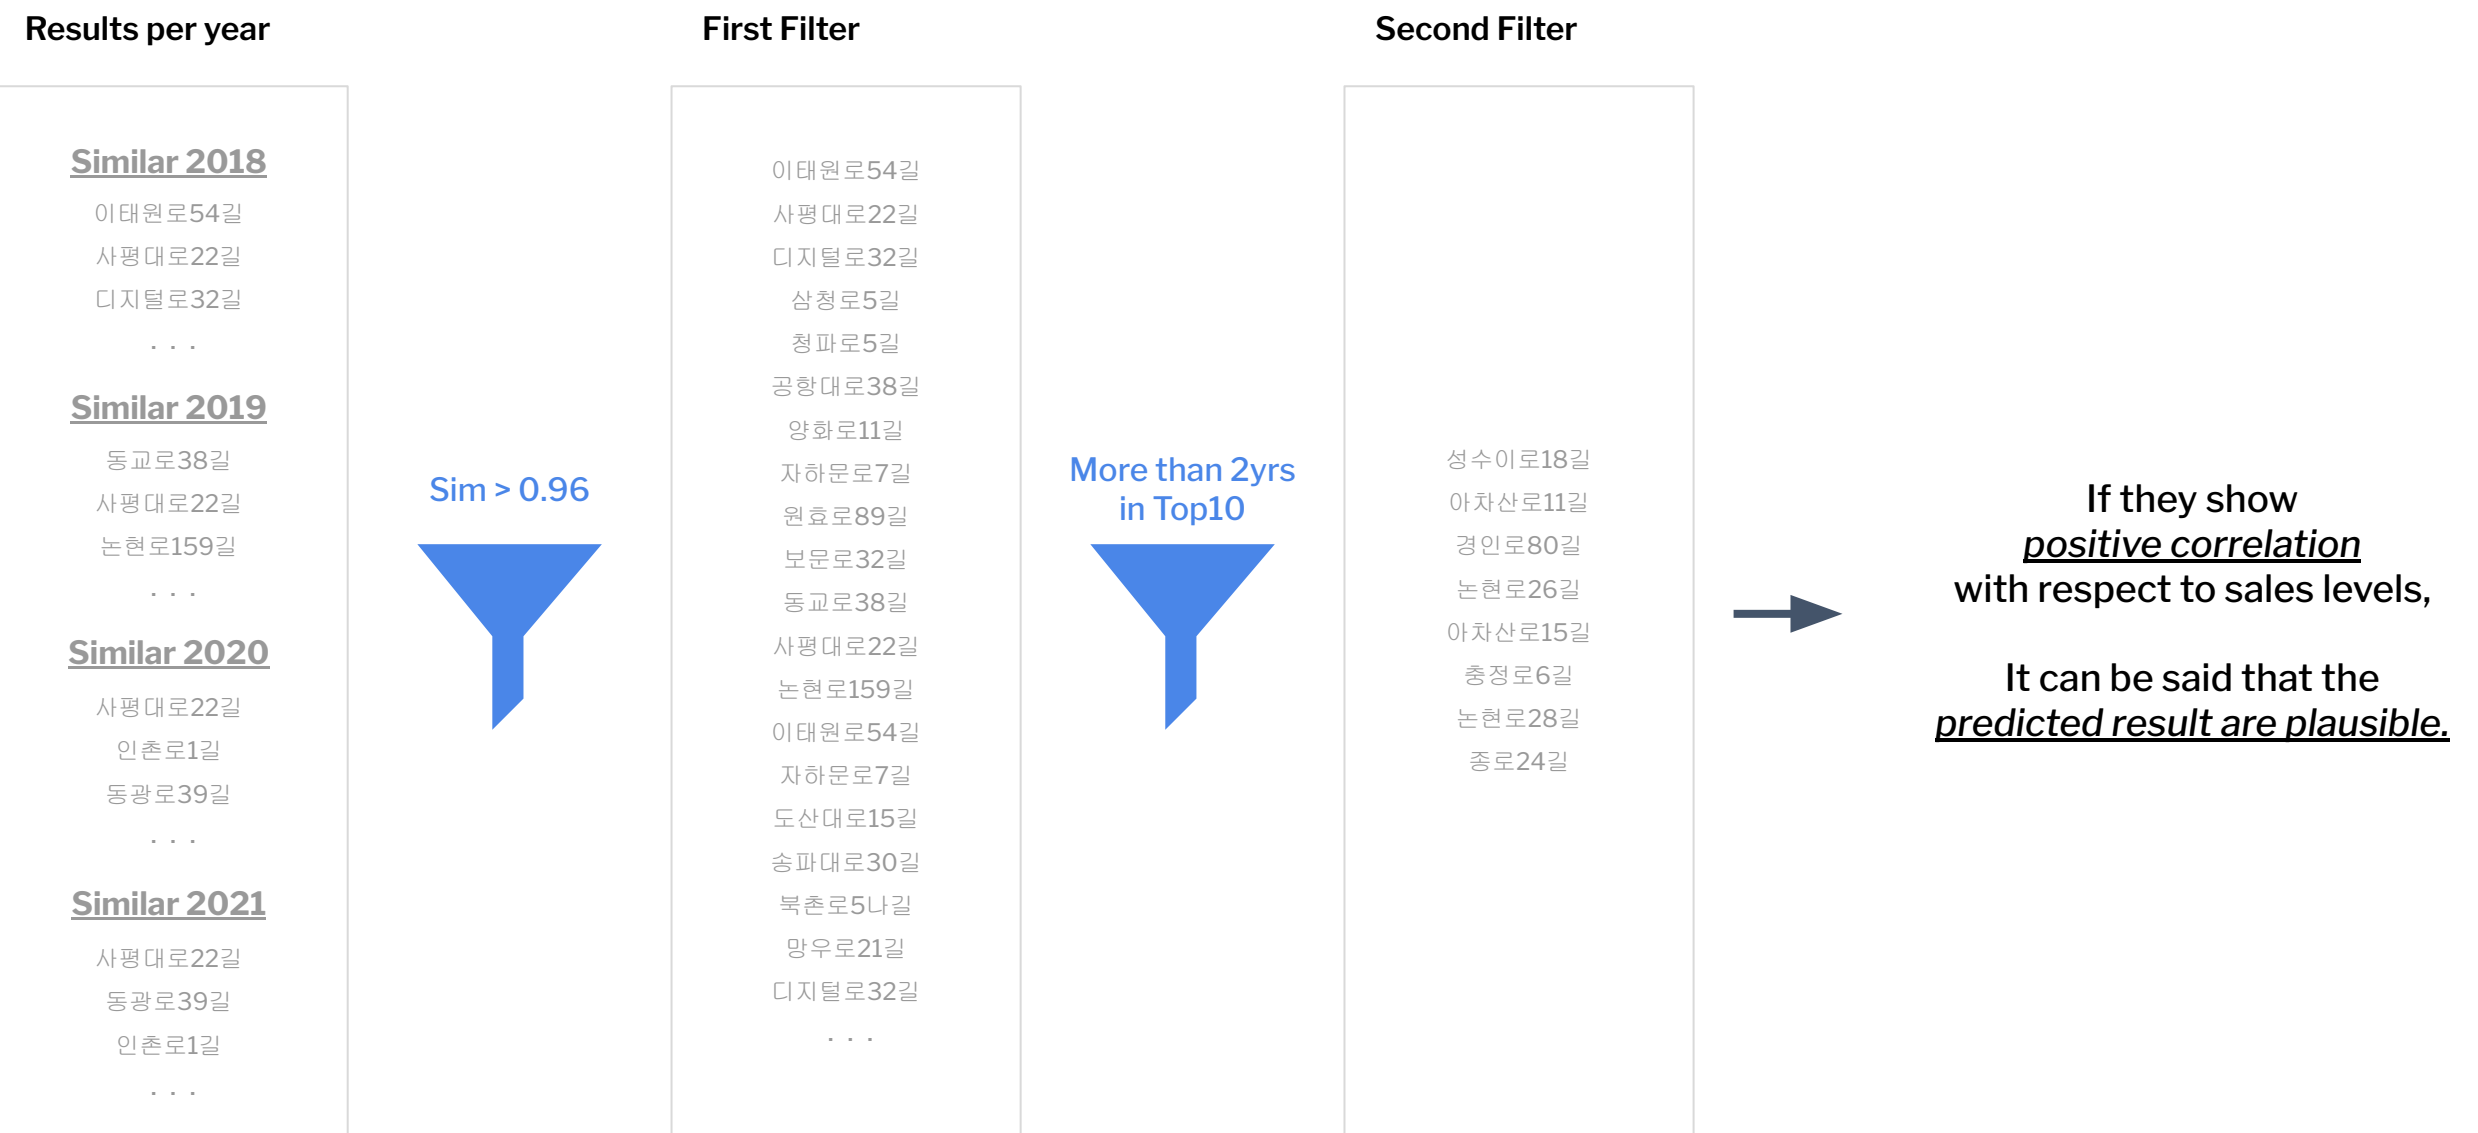 Results per year
Similar 2018
이태원로54길
사평대로22길
디지털로32길
. . .
Similar 2019
동교로38길
사평대로22길
논현로159길
. . .
Similar 2020
사평대로22길
인촌로1길
동광로39길
. . .
Similar 2021
사평대로22길
동광로39길
인촌로1길
. . .
Sim > 0.96
First Filter
이태원로54길
사평대로22길
디지털로32길
삼청로5길
청파로5길
공항대로38길
양화로11길
자하문로7길
원효로89길
보문로32길
동교로38길
사평대로22길
논현로159길
이태원로54길
자하문로7길
도산대로15길
송파대로30길
북촌로5나길
망우로21길
디지털로32길
. . .
More than 2yrs
in Top10
Second Filter
성수이로18길
아차산로11길
경인로80길
논현로26길
아차산로15길
충정로6길
논현로28길
종로24길
If they show
positive correlation
with respect to sales levels,
It can be said that the
predicted result are plausible.